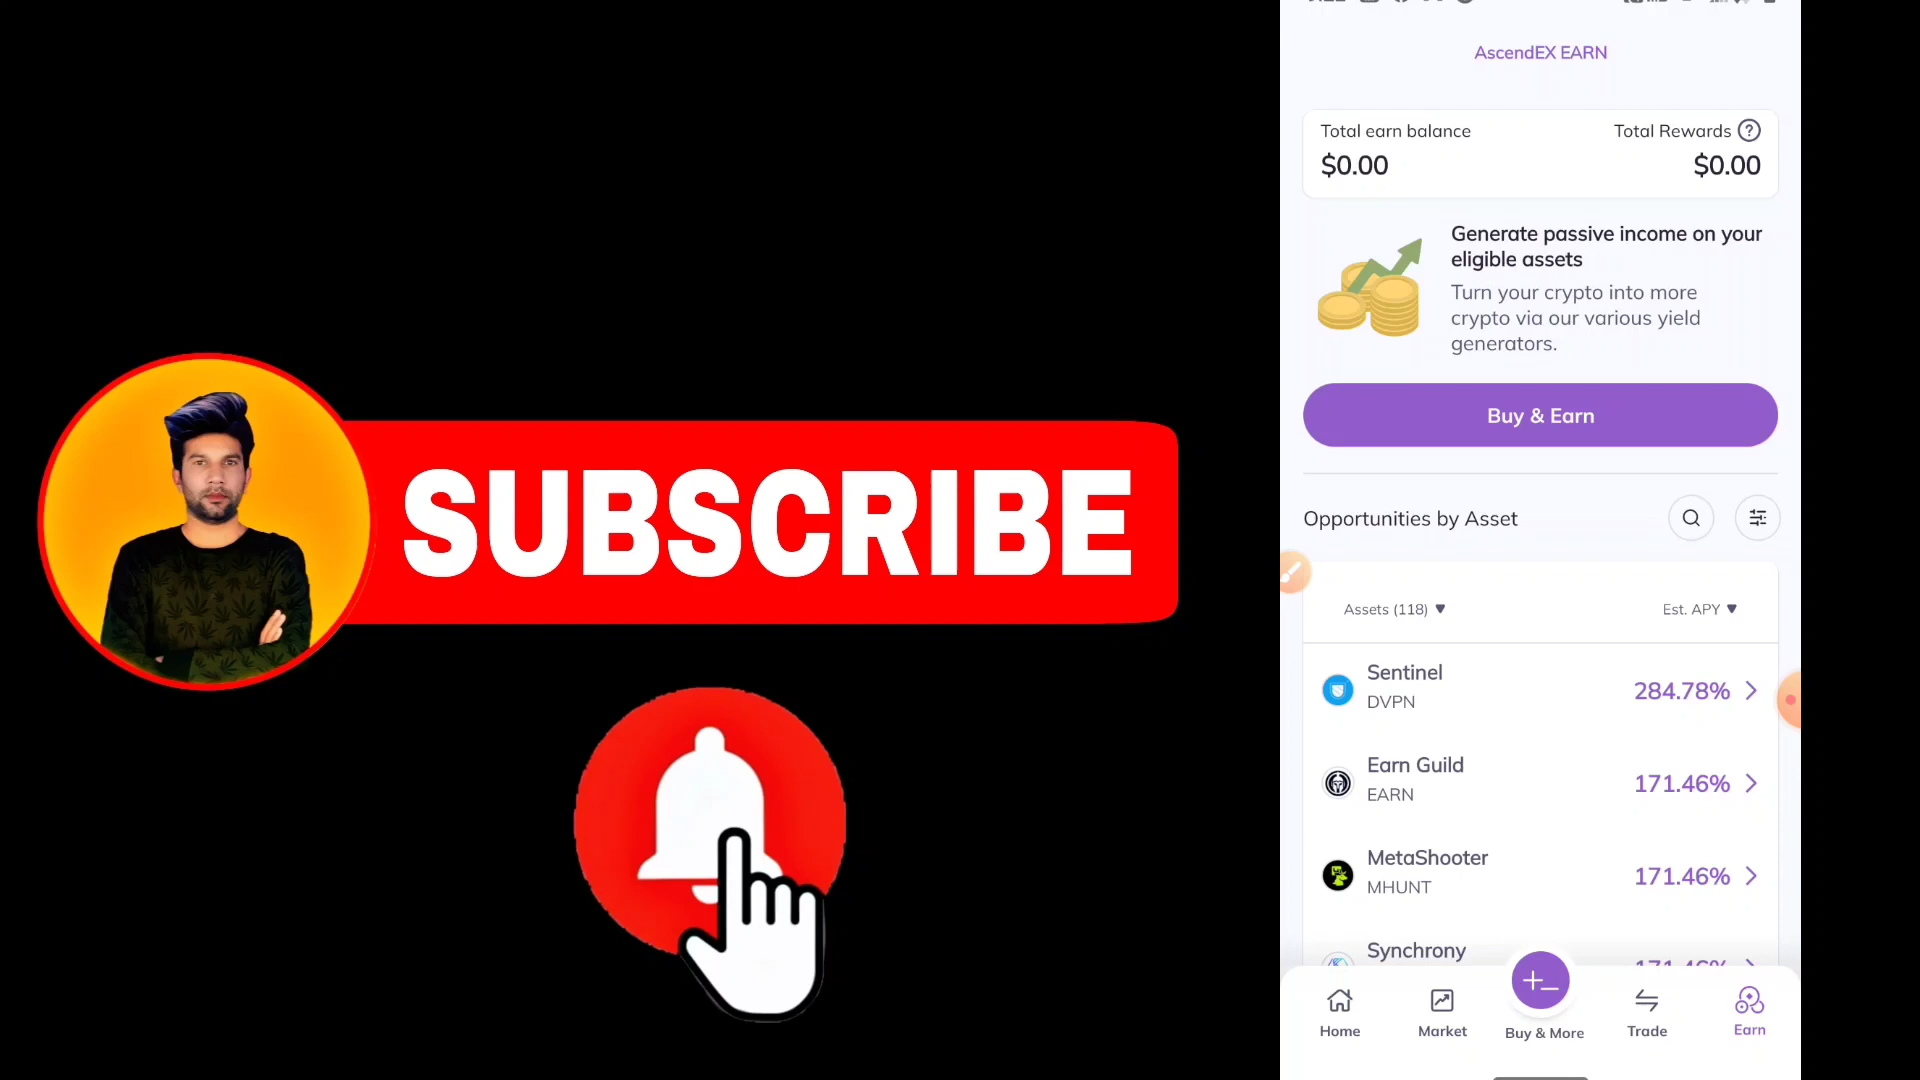 SUBSCRIBE
AscendEX EARN
Total earn balance
Total Rewards ?
$0.00
$0.00
Generate passive income on your
eligible assets
Turn your crypto into more
crypto via our various yield
generators.
Buy & Earn
Opportunities by Asset
Assets (118) ▼
Est. APY ▼
Sentinel
DVPN
284.78%
Earn Guild
EARN
171.46%
MetaShooter
MHUNT
171.46%
Synchrony
171.46%
Home
Market
Buy & More
Trade
Earn